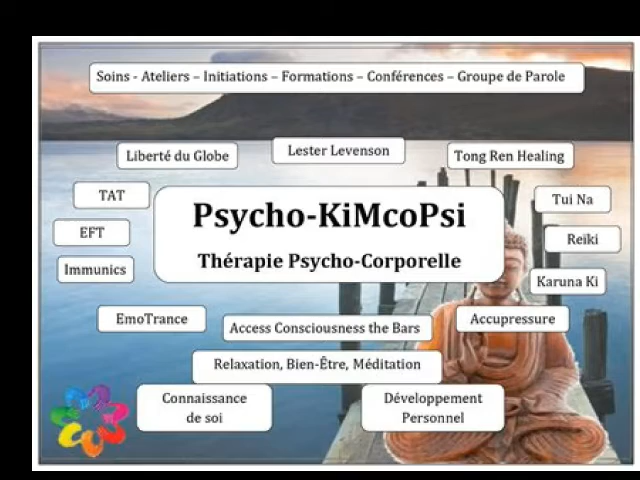 Soins - Ateliers – Initiations – Formations – Conférences – Groupe de Parole
Liberté du Globe
Lester Levenson
Tong Ren Healing
TAT
Tui Na
Psycho-KiMcoPsi
EFT
Reiki
Thérapie Psycho-Corporelle
Immunics
Karuna Ki
EmoTrance
Access Consciousness the Bars
Accupressure
Relaxation, Bien-Être, Méditation
Connaissance
de soi
Développement
Personnel